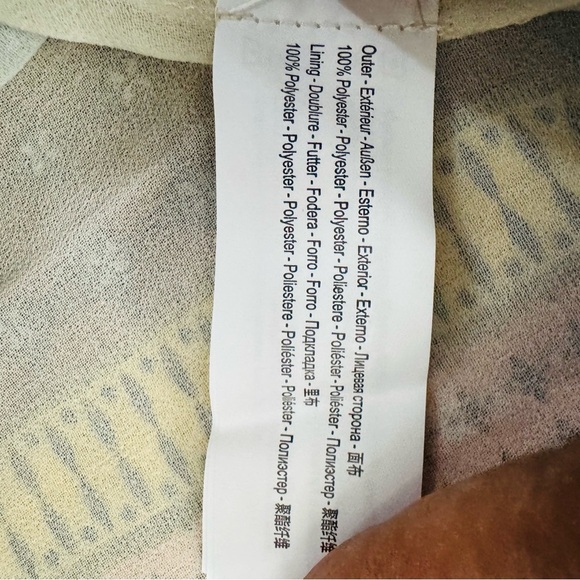 Outer - Extérieur - Außen - Esterno - Exterior - Externo - Лицевая сторона - 面布
100% Polyester - Polyester - Polyester - Poliestere - Poliéster - Poliéster - Полиэстер - 聚酯纤维
Lining - Doublure - Futter - Fodera - Forro - Forro - Подкладка - 里布
100% Polyester - Polyester - Polyester - Poliestere - Poliéster - Poliéster - Полиэстер - 聚酯纤维